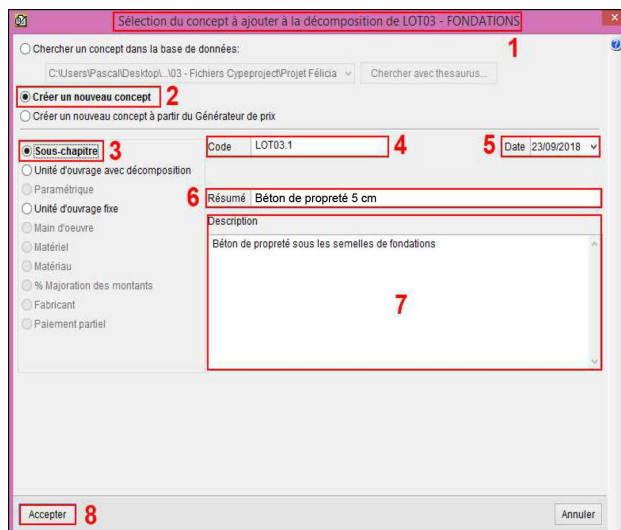 Sélection du concept à ajouter à la décomposition de LOT03 - FONDATIONS
1
Chercher un concept dans la base de données:
C:\Users\Pascal\Desktop\...\03 - Fichiers Cypeproject\Projet Félicia
Chercher avec thesaurus...
Créer un nouveau concept 2
Créer un nouveau concept à partir du Générateur de prix
Sous-chapitre 3
Code LOT03.1 4
5 Date 23/09/2018
Unité d'ouvrage avec décomposition
Paramétrique
Unité d'ouvrage fixe
Main d'oeuvre
Matériel
Matériau
% Majoration des montants
Fabricant
Paiement partiel
6 Résumé Béton de propreté 5 cm
Description
Béton de propreté sous les semelles de fondations
7
Accepter 8
Annuler